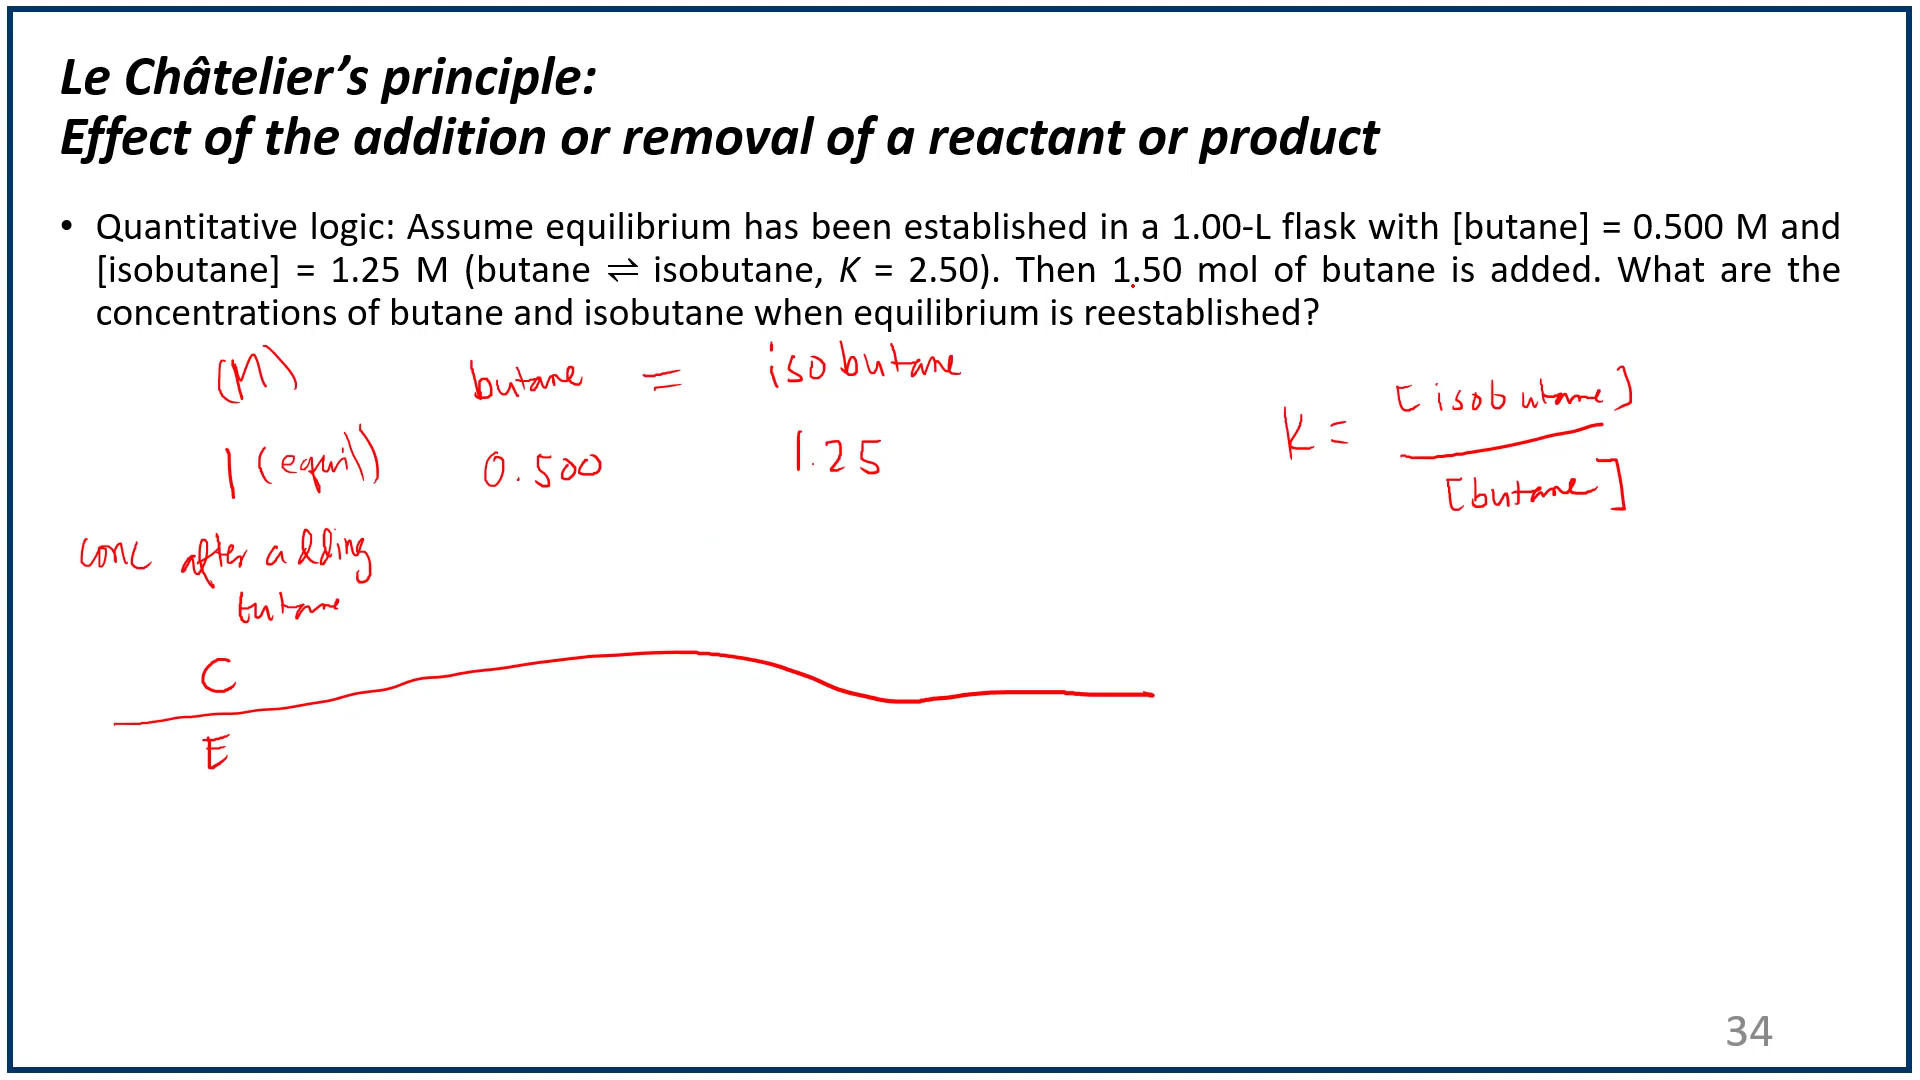 Le Châtelier’s principle:
Effect of the addition or removal of a reactant or product
• Quantitative logic: Assume equilibrium has been established in a 1.00-L flask with [butane] = 0.500 M and
[isobutane] = 1.25 M (butane ⇌ isobutane, K = 2.50). Then 1.50 mol of butane is added. What are the
concentrations of butane and isobutane when equilibrium is reestablished?
(M) butane = isobutane
I (equil) 0.500 1.25
K = [isobutane]
[butane]
conc after adding
butane
C
E
34